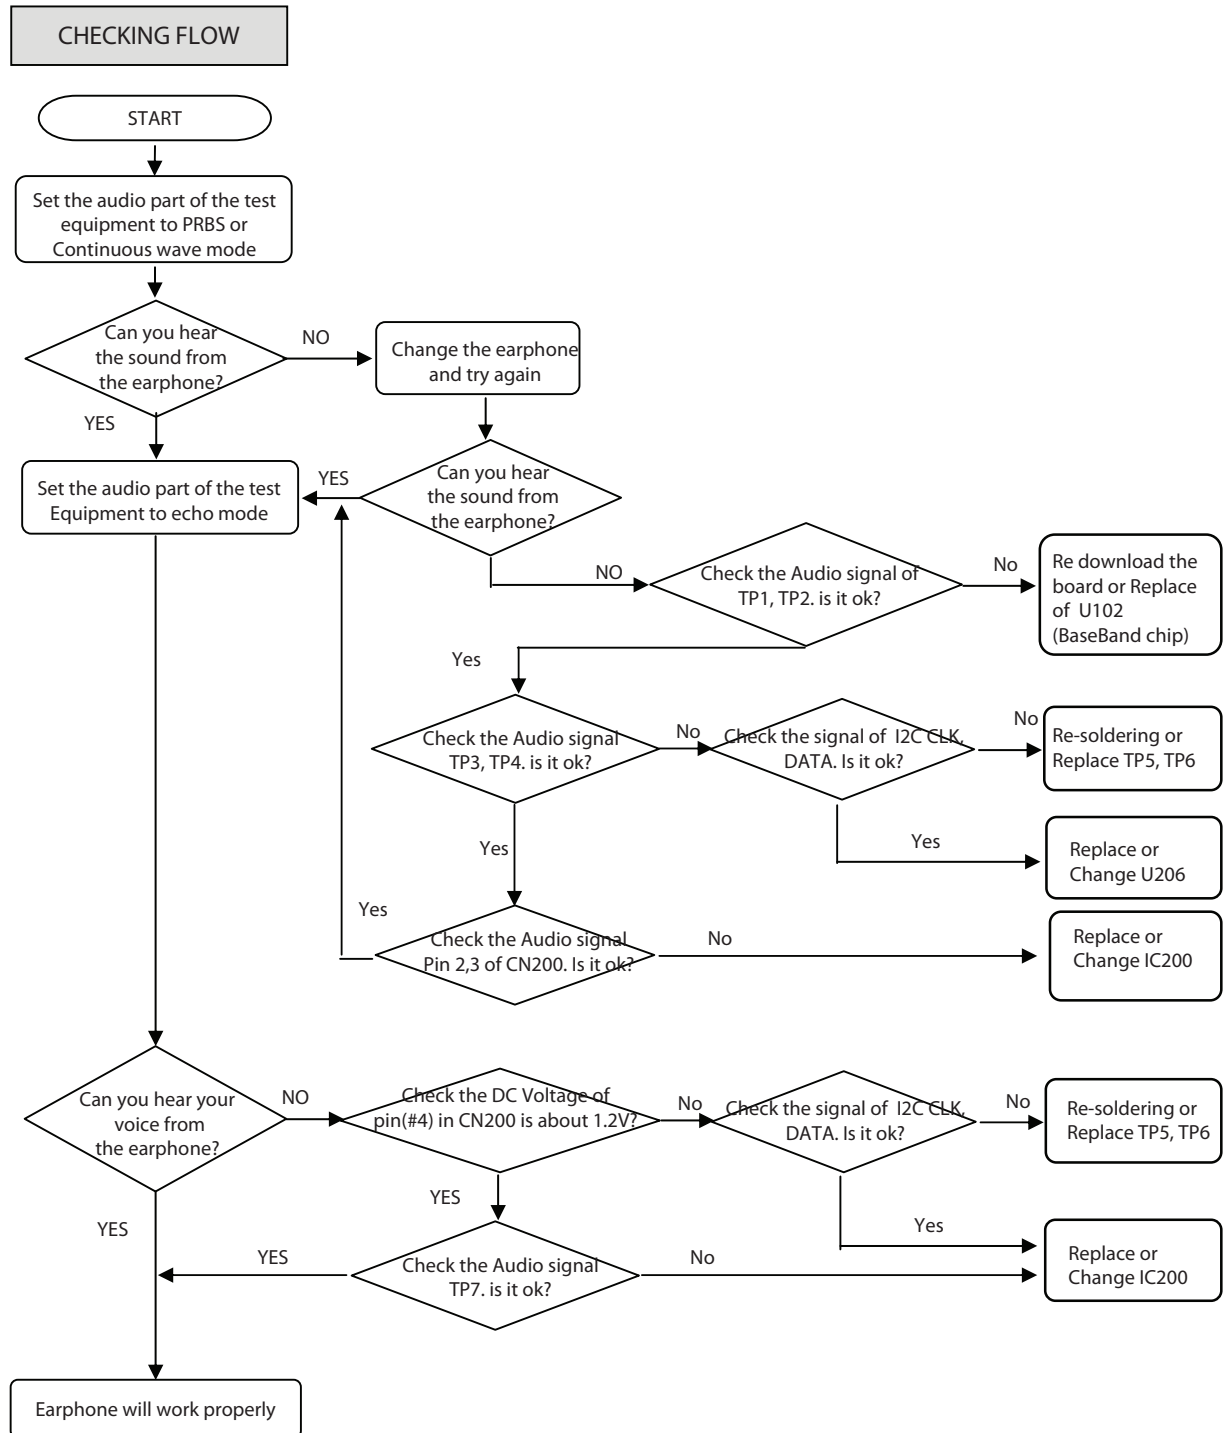 CHECKING FLOW
START
Set the audio part of the test
equipment to PRBS or
Continuous wave mode
Can you hear
the sound from
the earphone?
NO
Change the earphone
and try again
YES
Set the audio part of the test
Equipment to echo mode
YES
Can you hear
the sound from
the earphone?
NO
Check the Audio signal of
TP1, TP2. is it ok?
No
Re download the
board or Replace
of U102
(BaseBand chip)
Yes
Check the Audio signal
TP3, TP4. is it ok?
No
Check the signal of I2C CLK,
DATA. Is it ok?
No
Re-soldering or
Replace TP5, TP6
Yes
Replace or
Change U206
Yes
Yes
Check the Audio signal
Pin 2,3 of CN200. Is it ok?
No
Replace or
Change IC200
Can you hear your
voice from
the earphone?
NO
Check the DC Voltage of
pin(#4) in CN200 is about 1.2V?
No
Check the signal of I2C CLK,
DATA. Is it ok?
No
Re-soldering or
Replace TP5, TP6
YES
YES
Yes
YES
Check the Audio signal
TP7. is it ok?
No
Replace or
Change IC200
Earphone will work properly